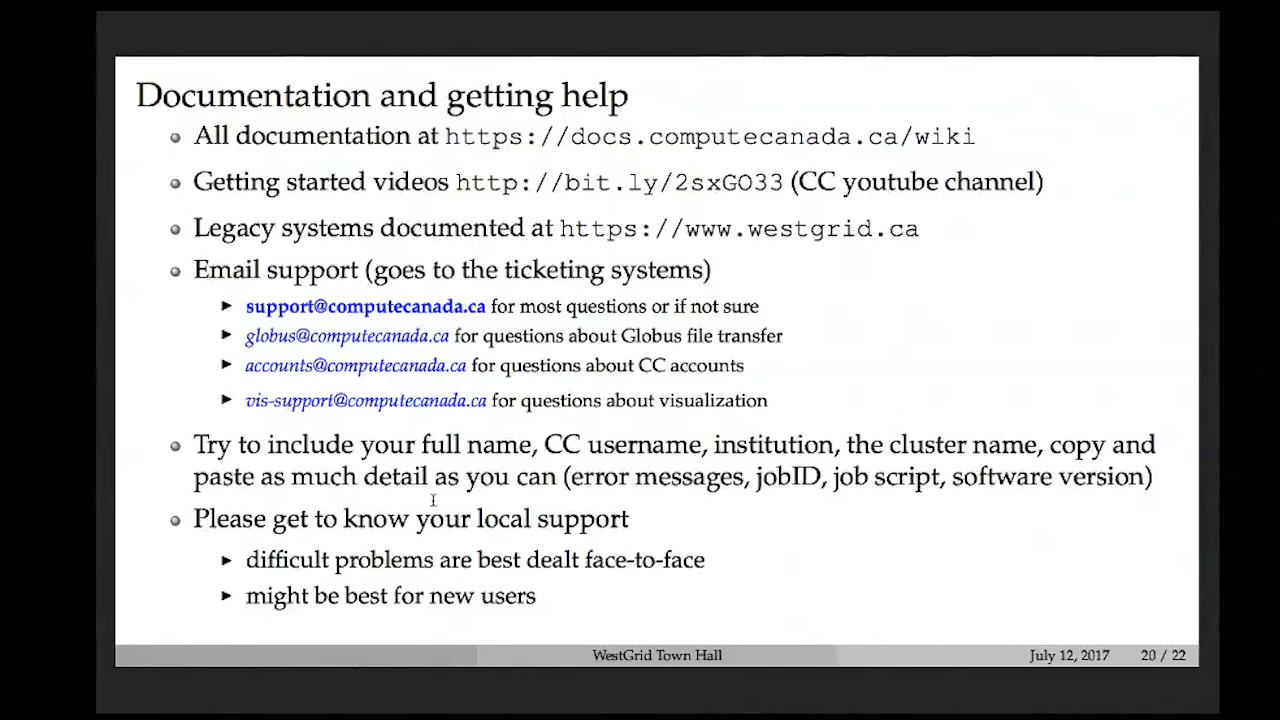 Documentation and getting help
All documentation at https://docs.computecanada.ca/wiki
Getting started videos http://bit.ly/2sxGO33 (CC youtube channel)
Legacy systems documented at https://www.westgrid.ca
Email support (goes to the ticketing systems)
support@computecanada.ca for most questions or if not sure
globus@computecanada.ca for questions about Globus file transfer
accounts@computecanada.ca for questions about CC accounts
vis-support@computecanada.ca for questions about visualization
Try to include your full name, CC username, institution, the cluster name, copy and
paste as much detail as you can (error messages, jobID, job script, software version)
Please get to know your local support
difficult problems are best dealt face-to-face
might be best for new users
WestGrid Town Hall July 12, 2017 20 / 22